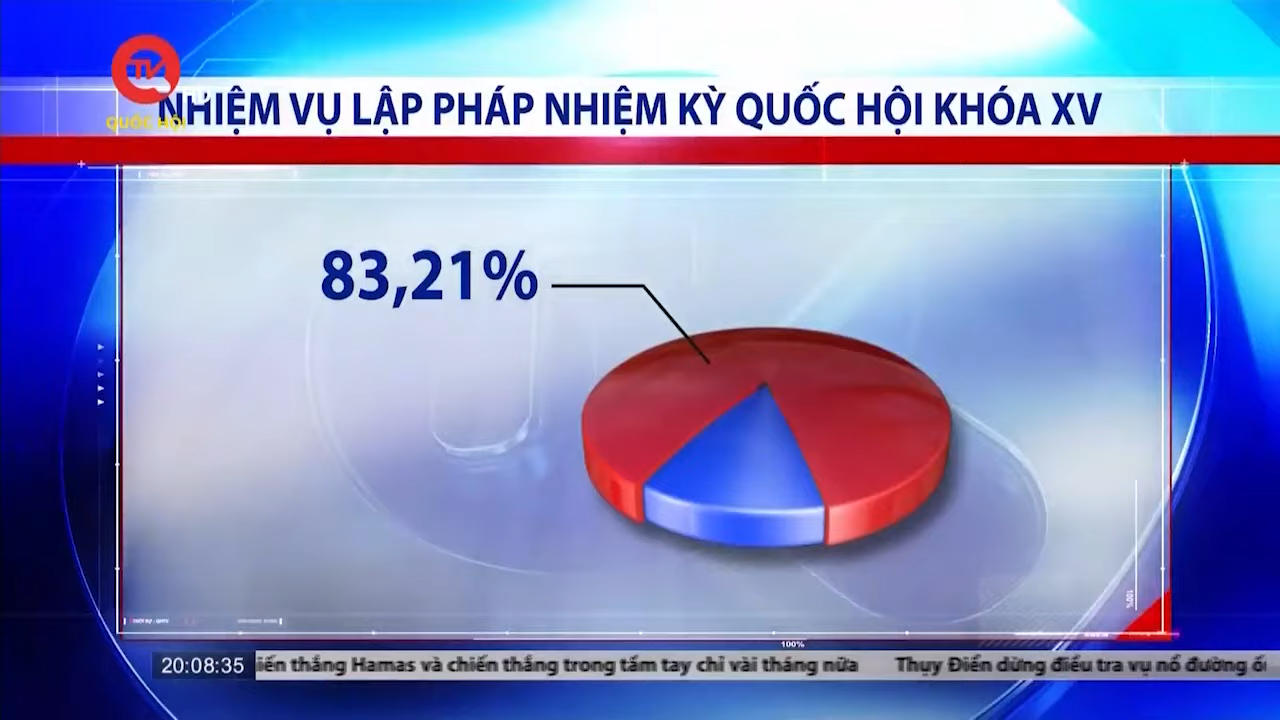 TV
QUỐC HỘI
NHIỆM VỤ LẬP PHÁP NHIỆM KỲ QUỐC HỘI KHÓA XV
83,21%
100%
100%
20:08:35 iến thắng Hamas và chiến thắng trong tầm tay chỉ vài tháng nữa Thụy Điển dừng điều tra vụ nổ đường ố